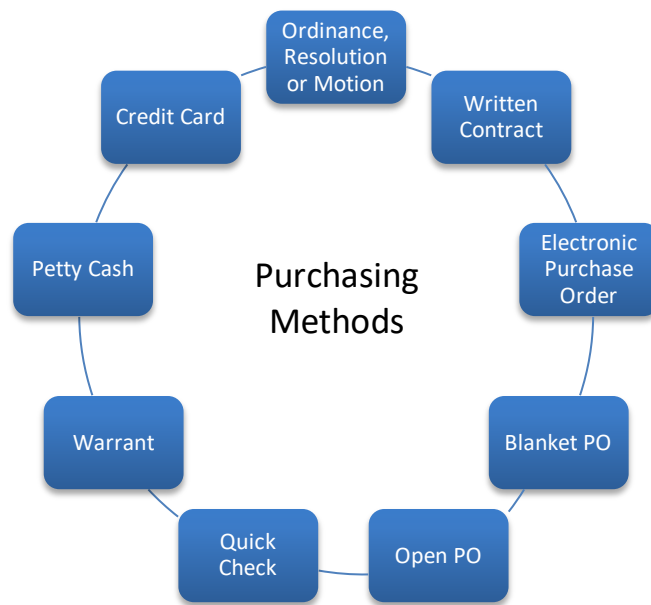 Ordinance,
Resolution
or Motion
Written
Contract
Electronic
Purchase
Order
Blanket PO
Open PO
Quick
Check
Warrant
Petty Cash
Credit Card
Purchasing
Methods